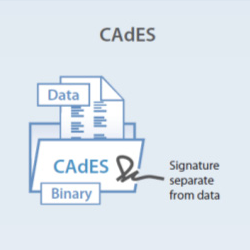 CAdES
Data
CAdES
Signature
separate
from data
Binary